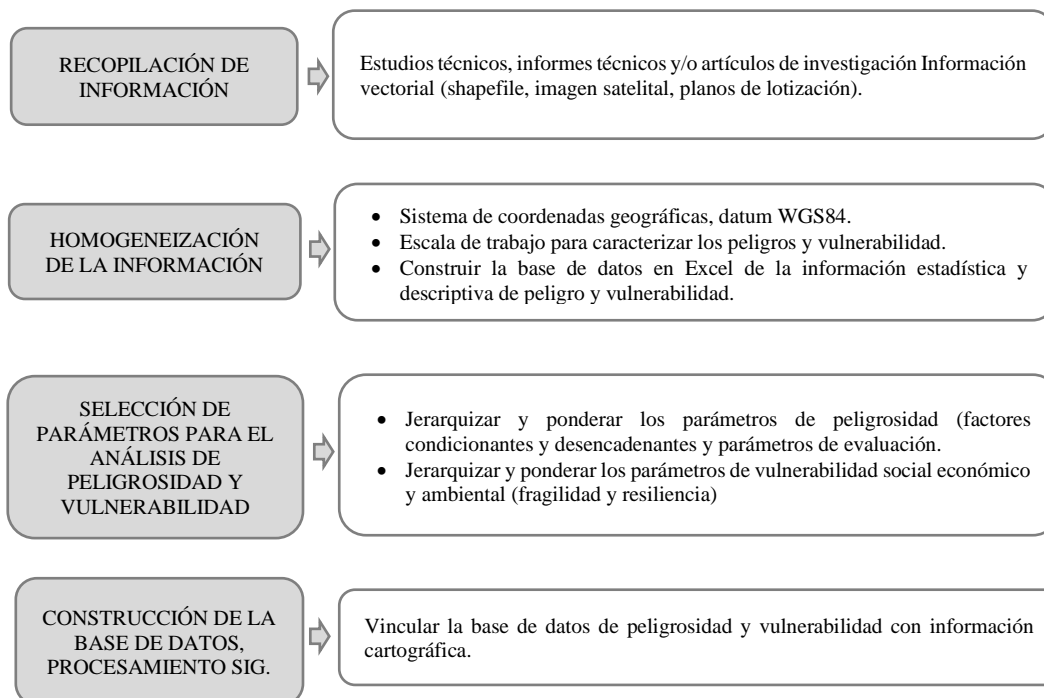 RECOPILACIÓN DE
INFORMACIÓN
Estudios técnicos, informes técnicos y/o artículos de investigación Información
vectorial (shapefile, imagen satelital, planos de lotización).
HOMOGENEIZACIÓN
DE LA INFORMACIÓN
• Sistema de coordenadas geográficas, datum WGS84.
• Escala de trabajo para caracterizar los peligros y vulnerabilidad.
• Construir la base de datos en Excel de la información estadística y
descriptiva de peligro y vulnerabilidad.
SELECCIÓN DE
PARÁMETROS PARA EL
ANÁLISIS DE
PELIGROSIDAD Y
VULNERABILIDAD
• Jerarquizar y ponderar los parámetros de peligrosidad (factores
condicionantes y desencadenantes y parámetros de evaluación.
• Jerarquizar y ponderar los parámetros de vulnerabilidad social económico
y ambiental (fragilidad y resiliencia)
CONSTRUCCIÓN DE LA
BASE DE DATOS,
PROCESAMIENTO SIG.
Vincular la base de datos de peligrosidad y vulnerabilidad con información
cartográfica.